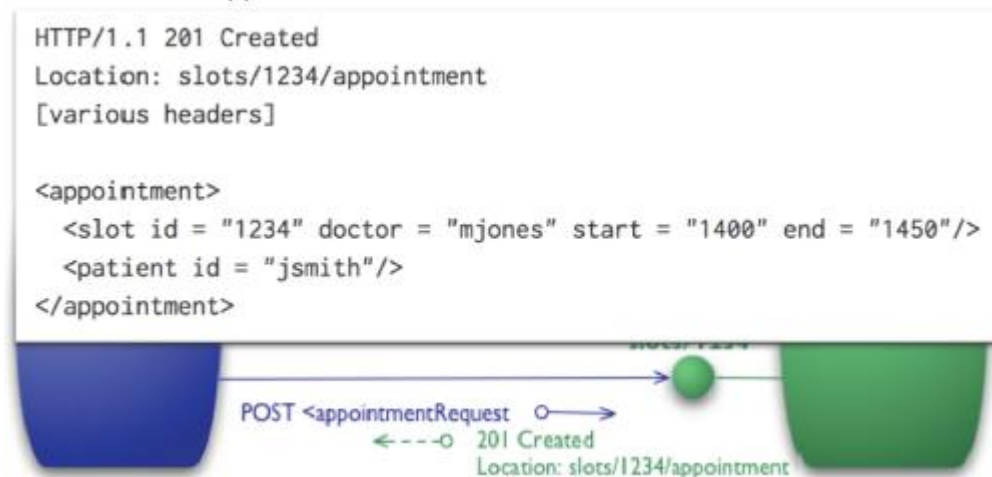 HTTP/1.1 201 Created
Location: slots/1234/appointment
[various headers]
<appointment>
<slot id = "1234" doctor = "mjones" start = "1400" end = "1450"/>
<patient id = "jsmith"/>
</appointment>
POST <appointmentRequest
201 Created
Location: slots/1234/appointment